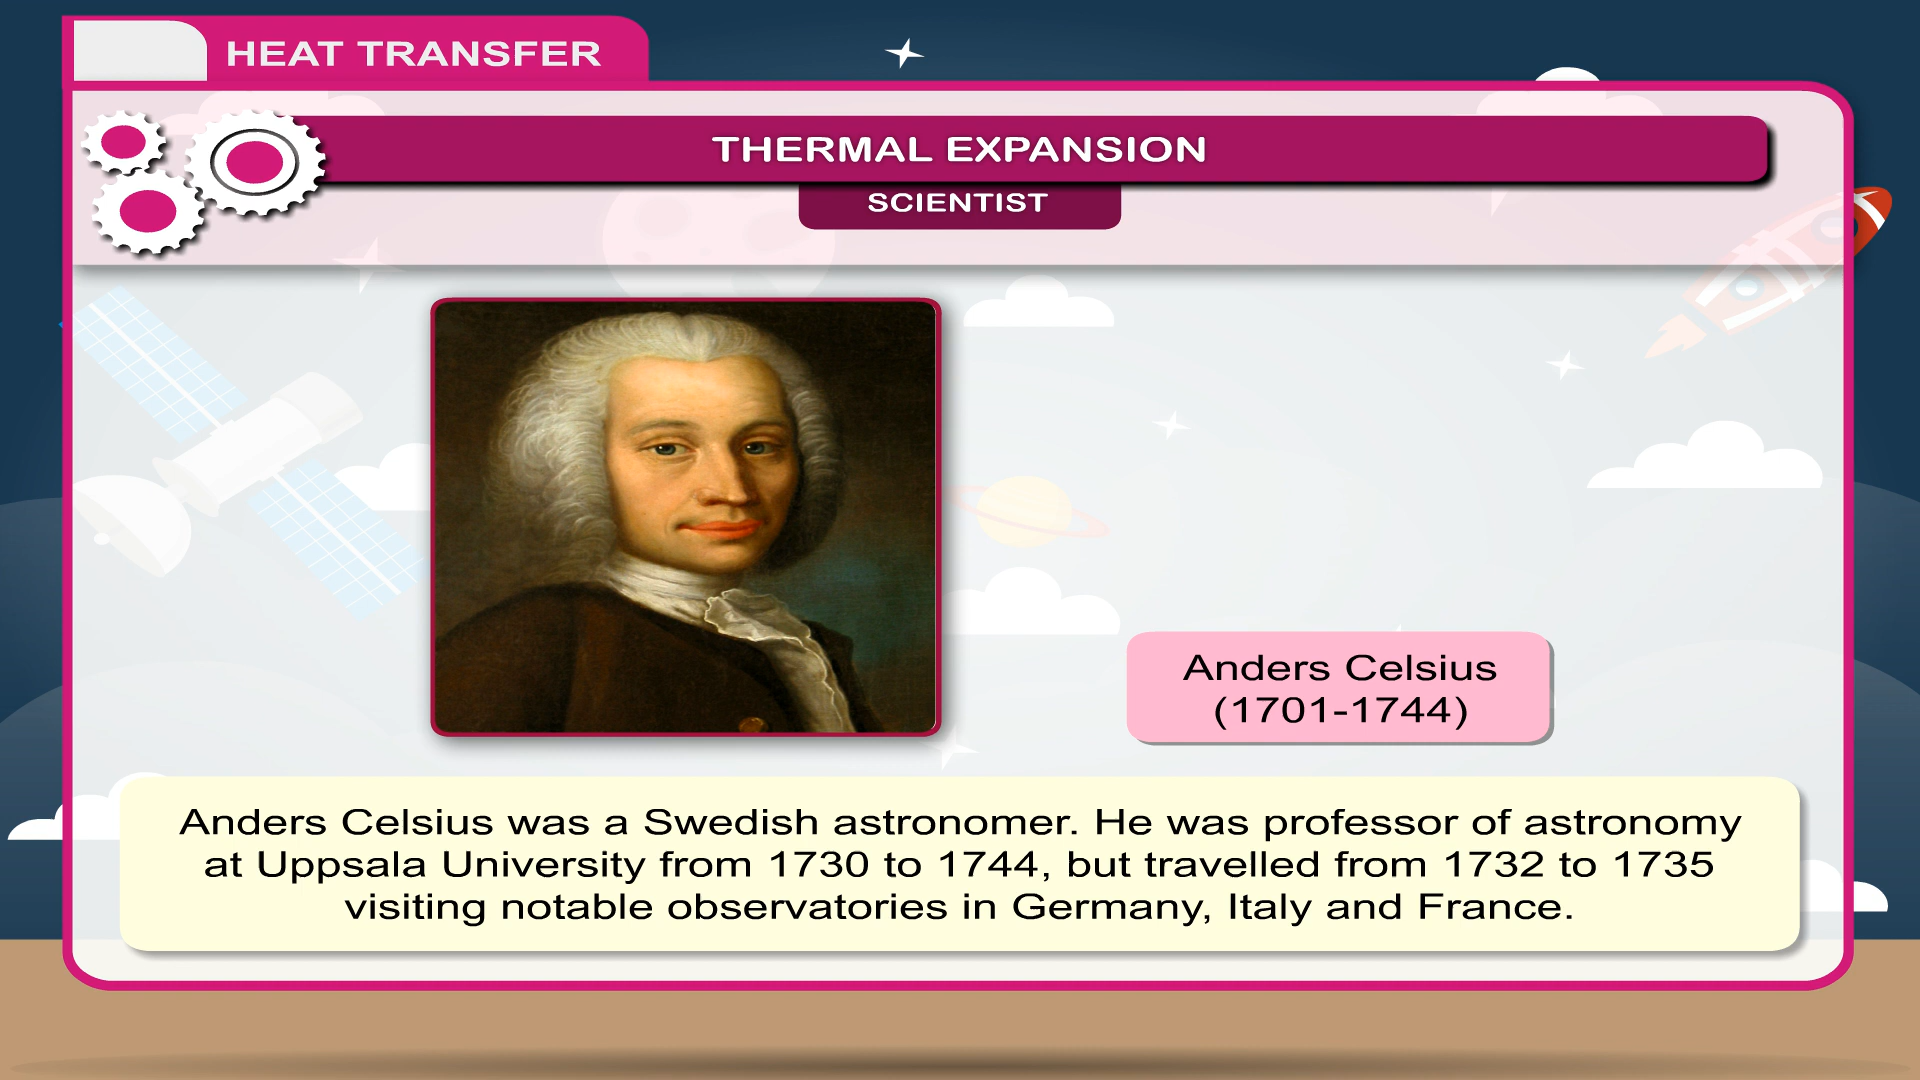 HEAT TRANSFER
THERMAL EXPANSION
SCIENTIST
Anders Celsius
(1701-1744)
Anders Celsius was a Swedish astronomer. He was professor of astronomy
at Uppsala University from 1730 to 1744, but travelled from 1732 to 1735
visiting notable observatories in Germany, Italy and France.